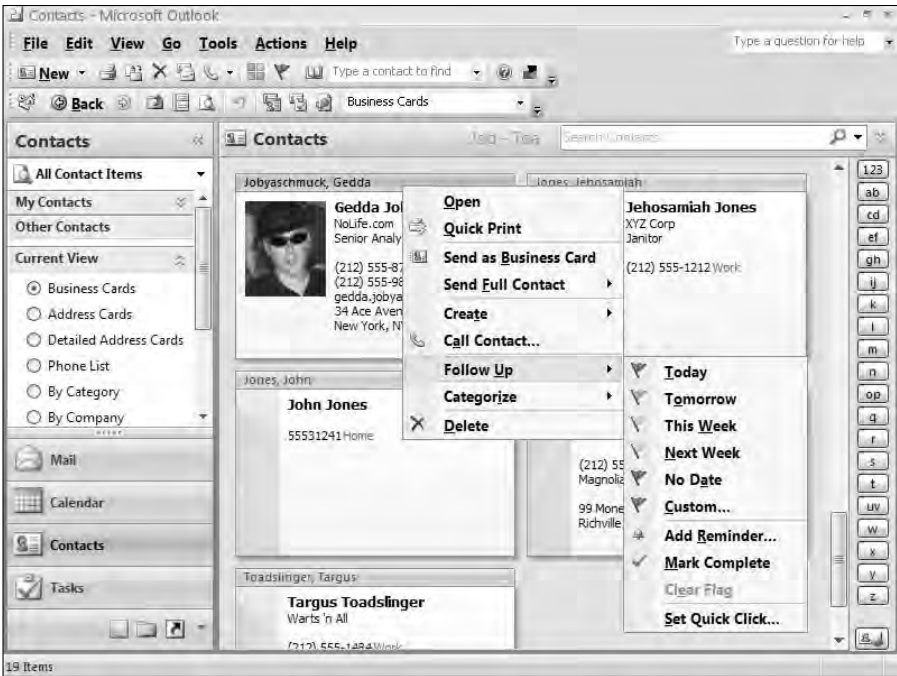 Contacts - Microsoft Outlook
File Edit View Go Tools Actions Help
Type a question for help
New
Type a contact to find
Back
Business Cards
Contacts
Contacts
Search Contacts
All Contact Items
My Contacts
Other Contacts
Current View
Business Cards
Address Cards
Detailed Address Cards
Phone List
By Category
By Company
Mail
Calendar
Contacts
Tasks
19 Items
Jobyaschmuck, Gedda
Gedda Jo
NoLife.com
Senior Analy
(212) 555-87
(212) 555-98
gedda.jobya
34 Ace Aven
New York, N
Jones, Jehosamiah
Jehosamiah Jones
XYZ Corp
Janitor
(212) 555-1212 Work
Jones, John
John Jones
55531241 Home
(212) 55
Magnolia
99 Mone
Richville
Toadslinger, Targus
Targus Toadslinger
Warts 'n All
(212) 555-1484 Work
Open
Quick Print
Send as Business Card
Send Full Contact
Create
Call Contact...
Follow Up
Categorize
Delete
Today
Tomorrow
This Week
Next Week
No Date
Custom...
Add Reminder...
Mark Complete
Clear Flag
Set Quick Click...
123
ab
cd
ef
gh
ij
k
l
m
n
op
q
r
s
t
uv
w
x
y
z